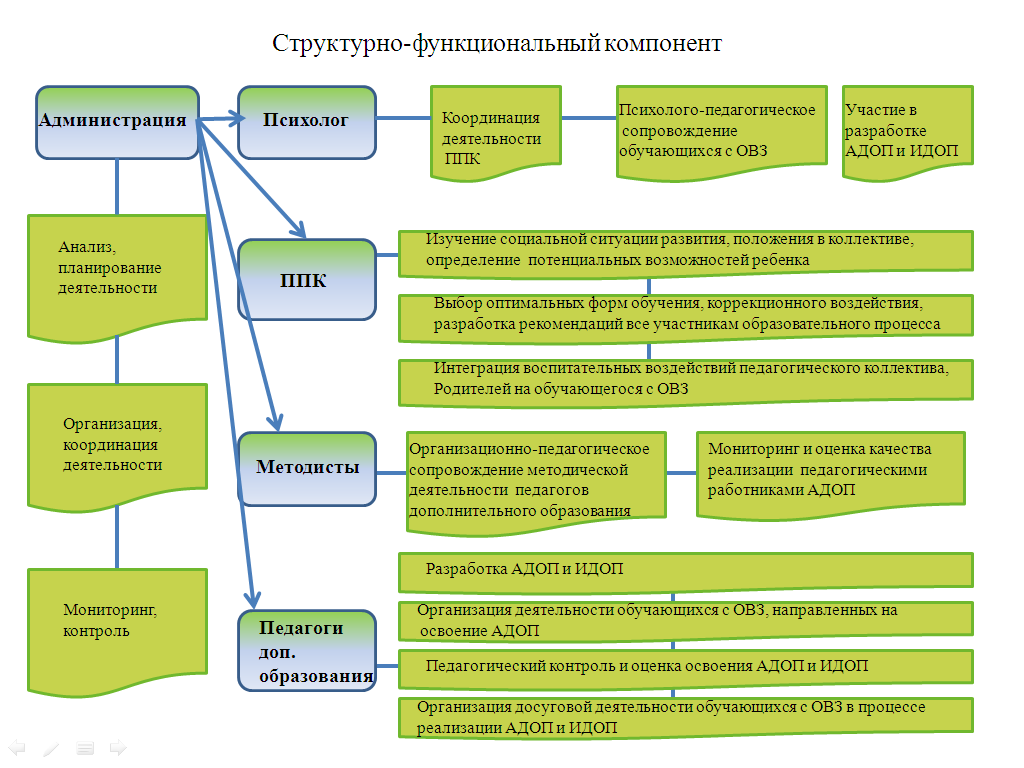 Структурно-функциональный компонент
Администрация
Психолог
Координация
деятельности
ППК
Психолого-педагогическое
сопровождение
обучающихся с ОВЗ
Участие в
разработке
АДОП и ИДОП
Анализ,
планирование
деятельности
ППК
Изучение социальной ситуации развития, положения в коллективе,
определение потенциальных возможностей ребенка
Выбор оптимальных форм обучения, коррекционного воздействия,
разработка рекомендаций все участникам образовательного процесса
Интеграция воспитательных воздействий педагогического коллектива,
Родителей на обучающегося с ОВЗ
Организация,
координация
деятельности
Методисты
Организационно-педагогическое
сопровождение методической
деятельности педагогов
дополнительного образования
Мониторинг и оценка качества
реализации педагогическими
работниками АДОП
Мониторинг,
контроль
Педагоги
доп.
образования
Разработка АДОП и ИДОП
Организация деятельности обучающихся с ОВЗ, направленных на
освоение АДОП
Педагогический контроль и оценка освоения АДОП и ИДОП
Организация досуговой деятельности обучающихся с ОВЗ в процессе
реализации АДОП и ИДОП